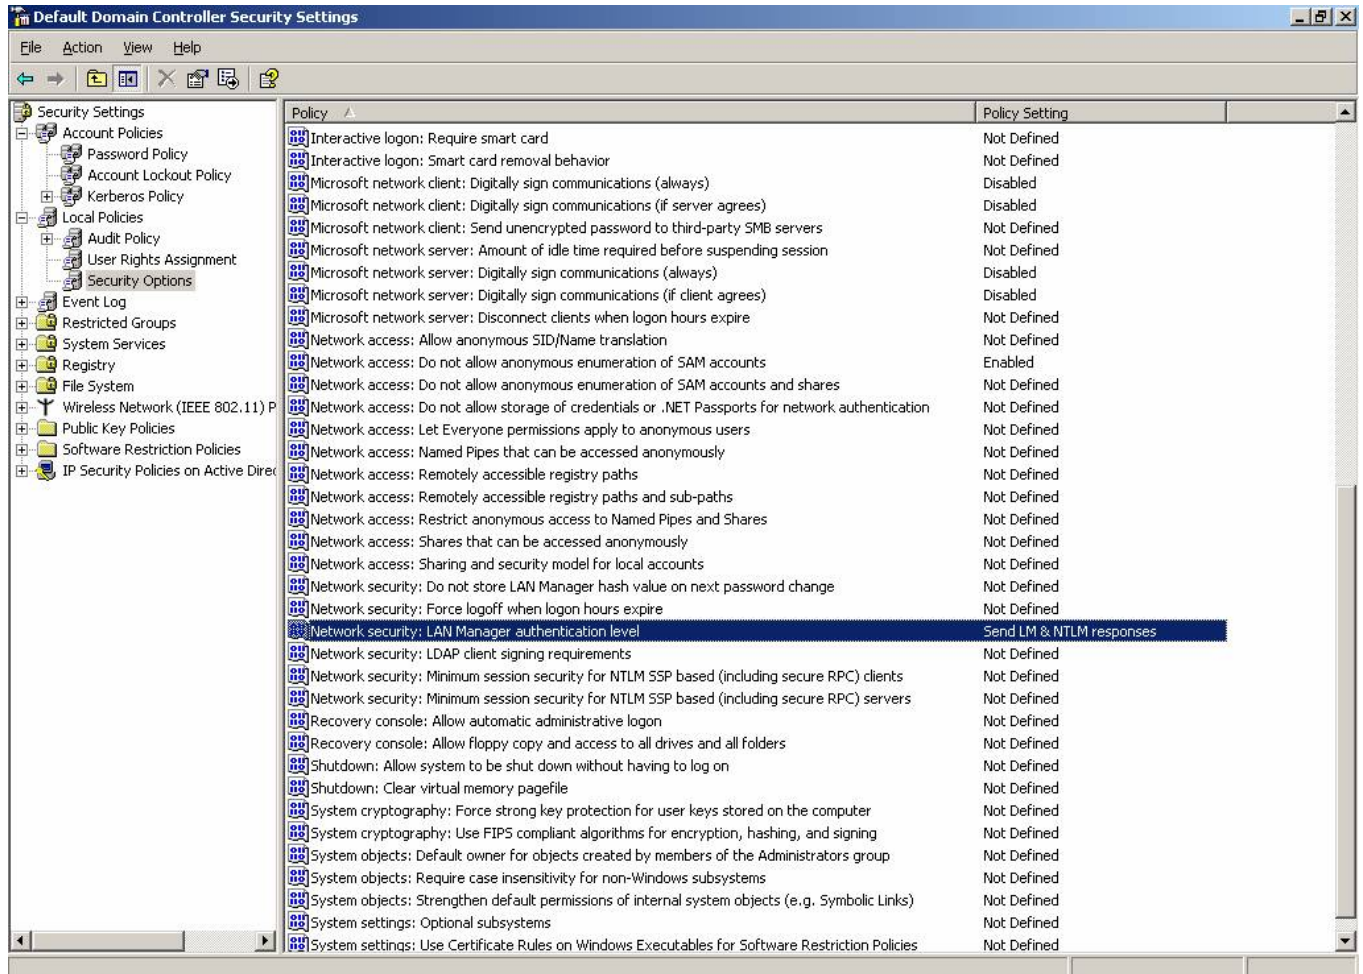 Default Domain Controller Security Settings
File Action View Help
Security Settings
Account Policies
Password Policy
Account Lockout Policy
Kerberos Policy
Local Policies
Audit Policy
User Rights Assignment
Security Options
Event Log
Restricted Groups
System Services
Registry
File System
Wireless Network (IEEE 802.11) P
Public Key Policies
Software Restriction Policies
IP Security Policies on Active Direc
Policy Policy Setting
Interactive logon: Require smart card Not Defined
Interactive logon: Smart card removal behavior Not Defined
Microsoft network client: Digitally sign communications (always) Disabled
Microsoft network client: Digitally sign communications (if server agrees) Disabled
Microsoft network client: Send unencrypted password to third-party SMB servers Not Defined
Microsoft network server: Amount of idle time required before suspending session Not Defined
Microsoft network server: Digitally sign communications (always) Disabled
Microsoft network server: Digitally sign communications (if client agrees) Disabled
Microsoft network server: Disconnect clients when logon hours expire Not Defined
Network access: Allow anonymous SID/Name translation Not Defined
Network access: Do not allow anonymous enumeration of SAM accounts Enabled
Network access: Do not allow anonymous enumeration of SAM accounts and shares Not Defined
Network access: Do not allow storage of credentials or .NET Passports for network authentication Not Defined
Network access: Let Everyone permissions apply to anonymous users Not Defined
Network access: Named Pipes that can be accessed anonymously Not Defined
Network access: Remotely accessible registry paths Not Defined
Network access: Remotely accessible registry paths and sub-paths Not Defined
Network access: Restrict anonymous access to Named Pipes and Shares Not Defined
Network access: Shares that can be accessed anonymously Not Defined
Network access: Sharing and security model for local accounts Not Defined
Network security: Do not store LAN Manager hash value on next password change Not Defined
Network security: Force logoff when logon hours expire Not Defined
Network security: LAN Manager authentication level Send LM & NTLM responses
Network security: LDAP client signing requirements Not Defined
Network security: Minimum session security for NTLM SSP based (including secure RPC) clients Not Defined
Network security: Minimum session security for NTLM SSP based (including secure RPC) servers Not Defined
Recovery console: Allow automatic administrative logon Not Defined
Recovery console: Allow floppy copy and access to all drives and all folders Not Defined
Shutdown: Allow system to be shut down without having to log on Not Defined
Shutdown: Clear virtual memory pagefile Not Defined
System cryptography: Force strong key protection for user keys stored on the computer Not Defined
System cryptography: Use FIPS compliant algorithms for encryption, hashing, and signing Not Defined
System objects: Default owner for objects created by members of the Administrators group Not Defined
System objects: Require case insensitivity for non-Windows subsystems Not Defined
System objects: Strengthen default permissions of internal system objects (e.g. Symbolic Links) Not Defined
System settings: Optional subsystems Not Defined
System settings: Use Certificate Rules on Windows Executables for Software Restriction Policies Not Defined